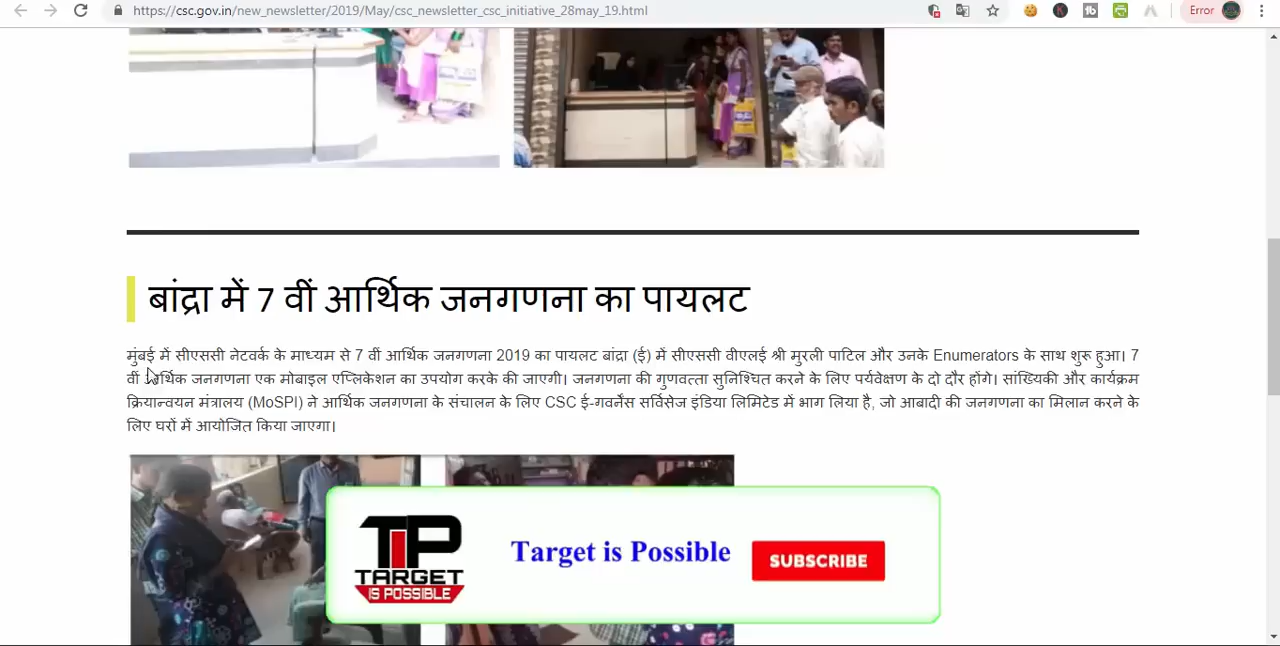 https://csc.gov.in/new_newsletter/2019/May/csc_newsletter_csc_initiative_28may_19.html
Error
बांद्रा में 7 वीं आर्थिक जनगणना का पायलट
मुंबई में सीएससी नेटवर्क के माध्यम से 7 वीं आर्थिक जनगणना 2019 का पायलट बांद्रा (ई) में सीएससी वीएलई श्री मुरली पाटिल और उनके Enumerators के साथ शुरू हुआ। 7
वीं आर्थिक जनगणना एक मोबाइल एप्लिकेशन का उपयोग करके की जाएगी। जनगणना की गुणवत्ता सुनिश्चित करने के लिए पर्यवेक्षण के दो दौर होंगे। सांख्यिकी और कार्यक्रम
क्रियान्वयन मंत्रालय (MoSPI) ने आर्थिक जनगणना के संचालन के लिए CSC ई-गवर्नेंस सर्विसेज इंडिया लिमिटेड में भाग लिया है, जो आबादी की जनगणना का मिलान करने के
लिए घरों में आयोजित किया जाएगा।
TIP
TARGET
IS POSSIBLE
Target is Possible
SUBSCRIBE